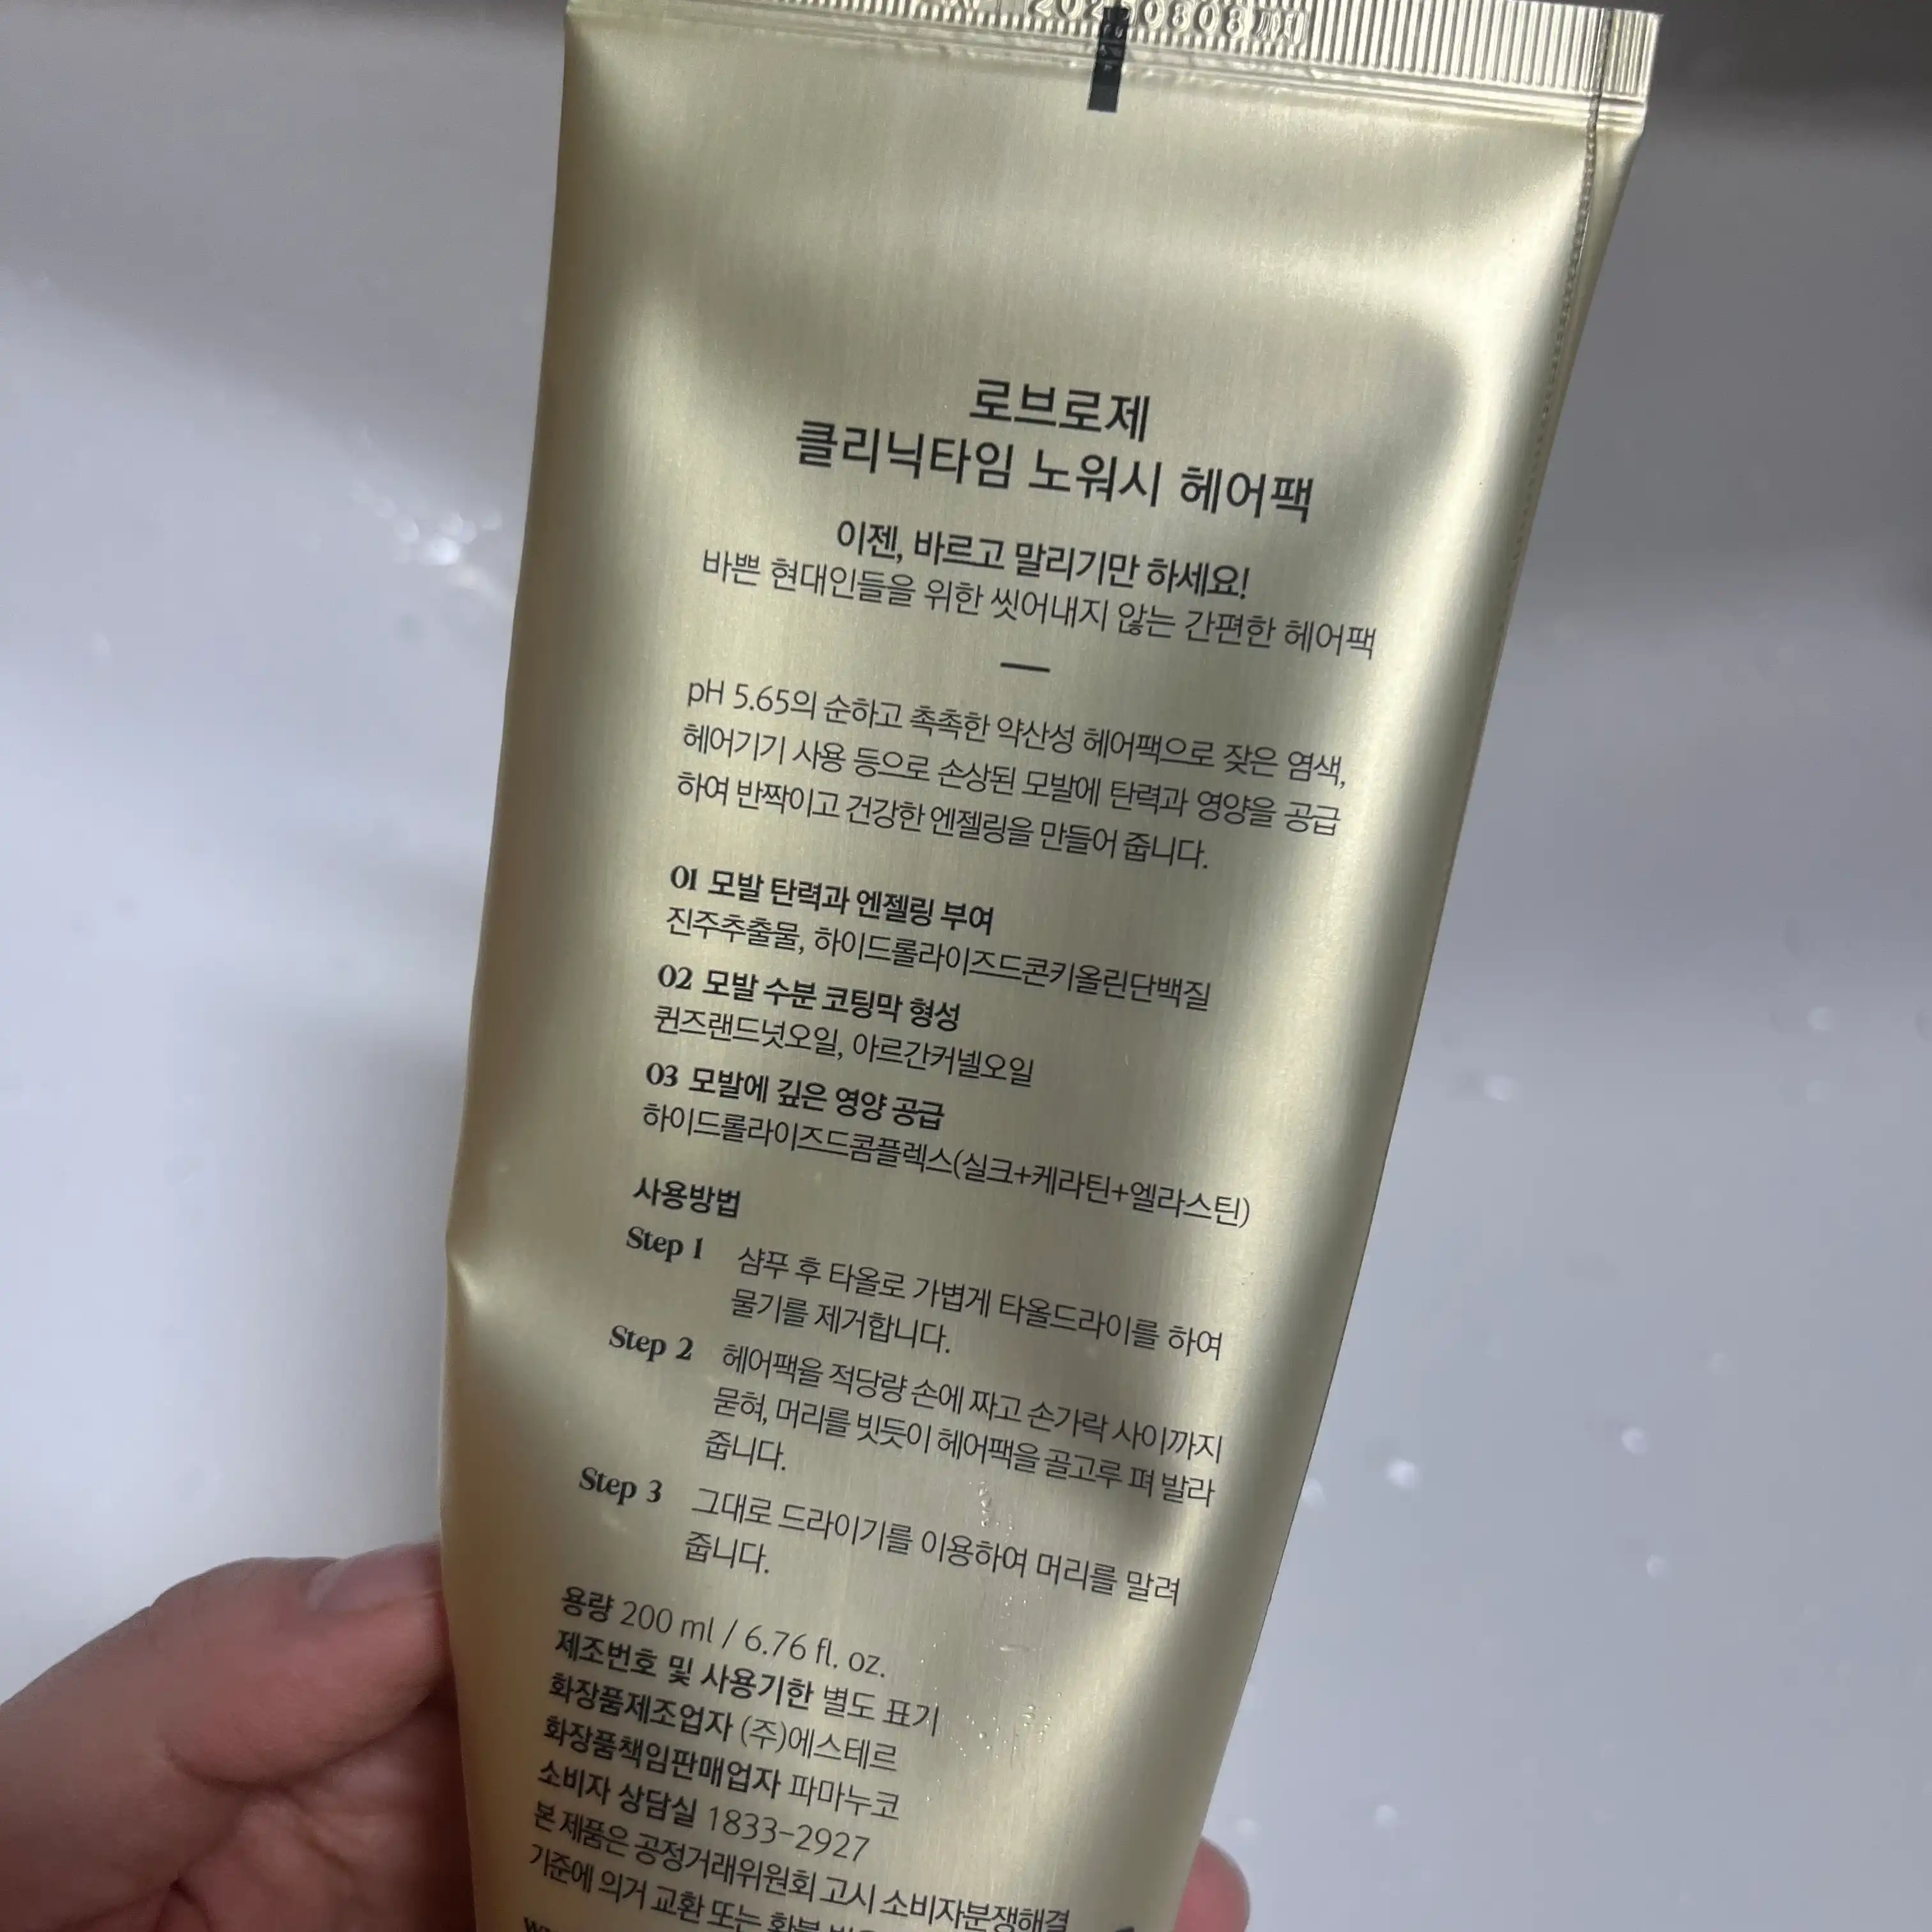 로브로제
클리닉타임 노워시 헤어팩
이젠, 바르고 말리기만 하세요!
바쁜 현대인들을 위한 씻어내지 않는 간편한 헤어팩
pH 5.65의 순하고 촉촉한 약산성 헤어팩으로 잦은 염색,
헤어기기 사용 등으로 손상된 모발에 탄력과 영양을 공급
하여 반짝이고 건강한 엔젤링을 만들어 줍니다.
01 모발 탄력과 엔젤링 부여
진주추출물, 하이드롤라이즈드콘키올린단백질
02 모발 수분 코팅막 형성
퀸즈랜드넛오일, 아르간커넬오일
03 모발에 깊은 영양 공급
하이드롤라이즈드콤플렉스(실크+케라틴+엘라스틴)
사용방법
Step 1 샴푸 후 타올로 가볍게 타올드라이를 하여
물기를 제거합니다.
Step 2 헤어팩을 적당량 손에 짜고 손가락 사이까지
묻혀, 머리를 빗듯이 헤어팩을 골고루 펴 발라
줍니다.
Step 3 그대로 드라이기를 이용하여 머리를 말려
줍니다.
용량 200 ml / 6.76 fl. oz.
제조번호 및 사용기한 별도 표기
화장품제조업자 (주)에스테르
화장품책임판매업자 파마누코
소비자 상담실 1833-2927
본 제품은 공정거래위원회 고시 소비자분쟁해결
기준에 의거 교환 또는